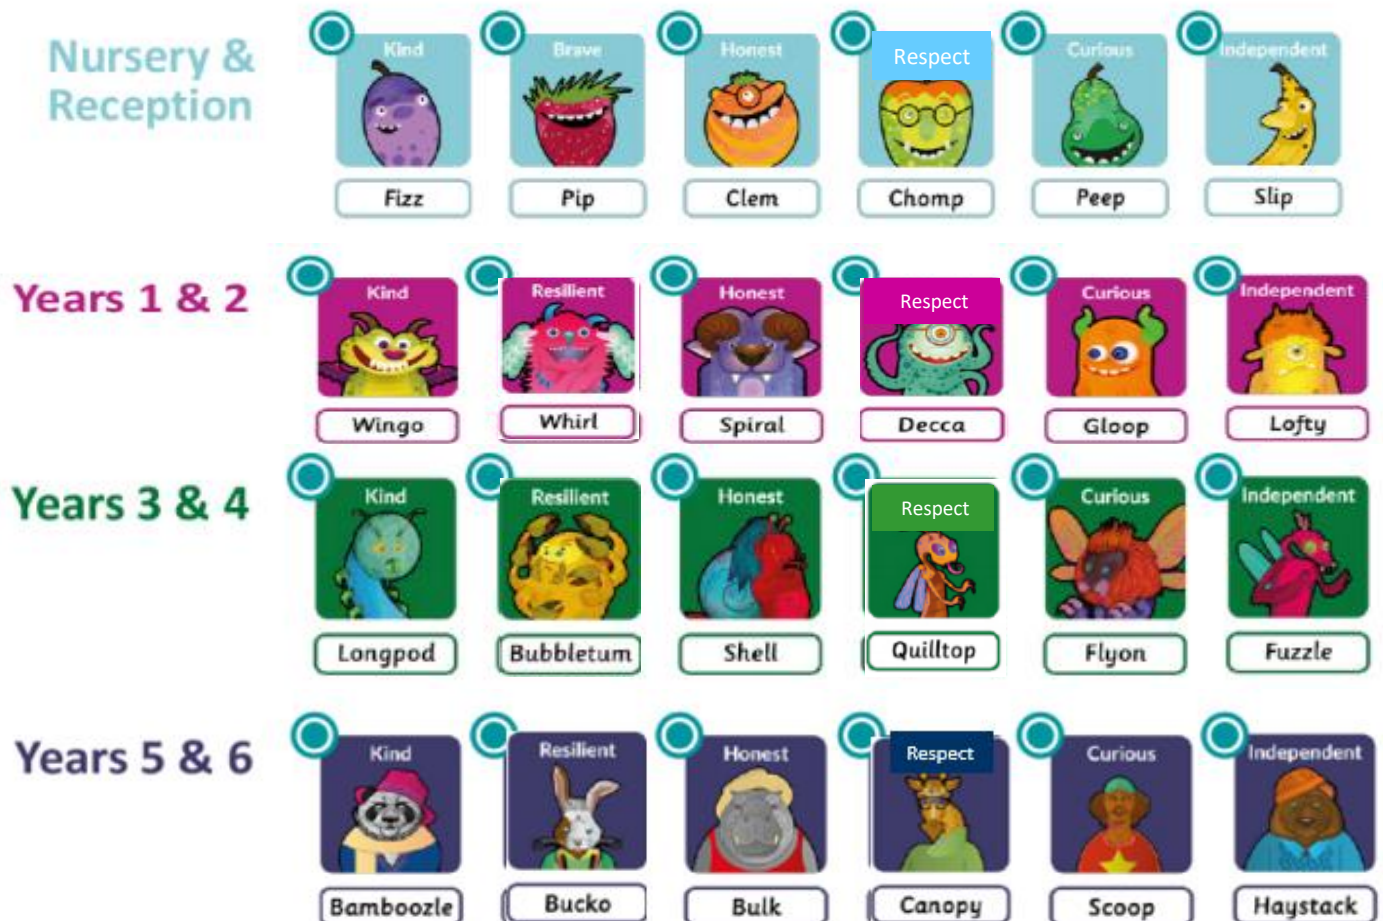 Nursery &
Reception
Kind Brave Honest Respect Curious Independent
Fizz Pip Clem Chomp Peep Slip
Years 1 & 2
Kind Resilient Honest Respect Curious Independent
Wingo Whirl Spiral Decca Gloop Lofty
Years 3 & 4
Kind Resilient Honest Respect Curious Independent
Longpod Bubbletum Shell Quilltop Flyon Fuzzle
Years 5 & 6
Kind Resilient Honest Respect Curious Independent
Bamboozle Bucko Bulk Canopy Scoop Haystack